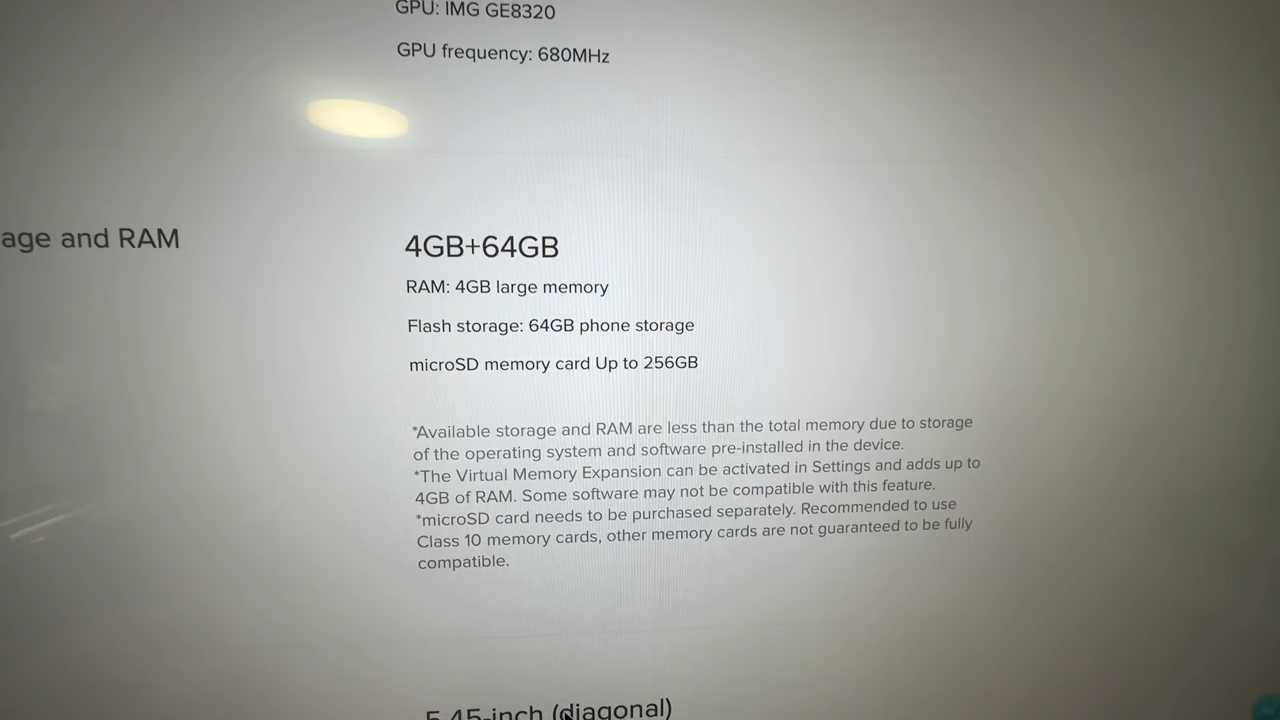 GPU: IMG GE8320
GPU frequency: 680MHz
age and RAM
4GB+64GB
RAM: 4GB large memory
Flash storage: 64GB phone storage
microSD memory card Up to 256GB
*Available storage and RAM are less than the total memory due to storage
of the operating system and software pre-installed in the device.
*The Virtual Memory Expansion can be activated in Settings and adds up to
4GB of RAM. Some software may not be compatible with this feature.
*microSD card needs to be purchased separately. Recommended to use
Class 10 memory cards, other memory cards are not guaranteed to be fully
compatible.
5.45-inch (diagonal)